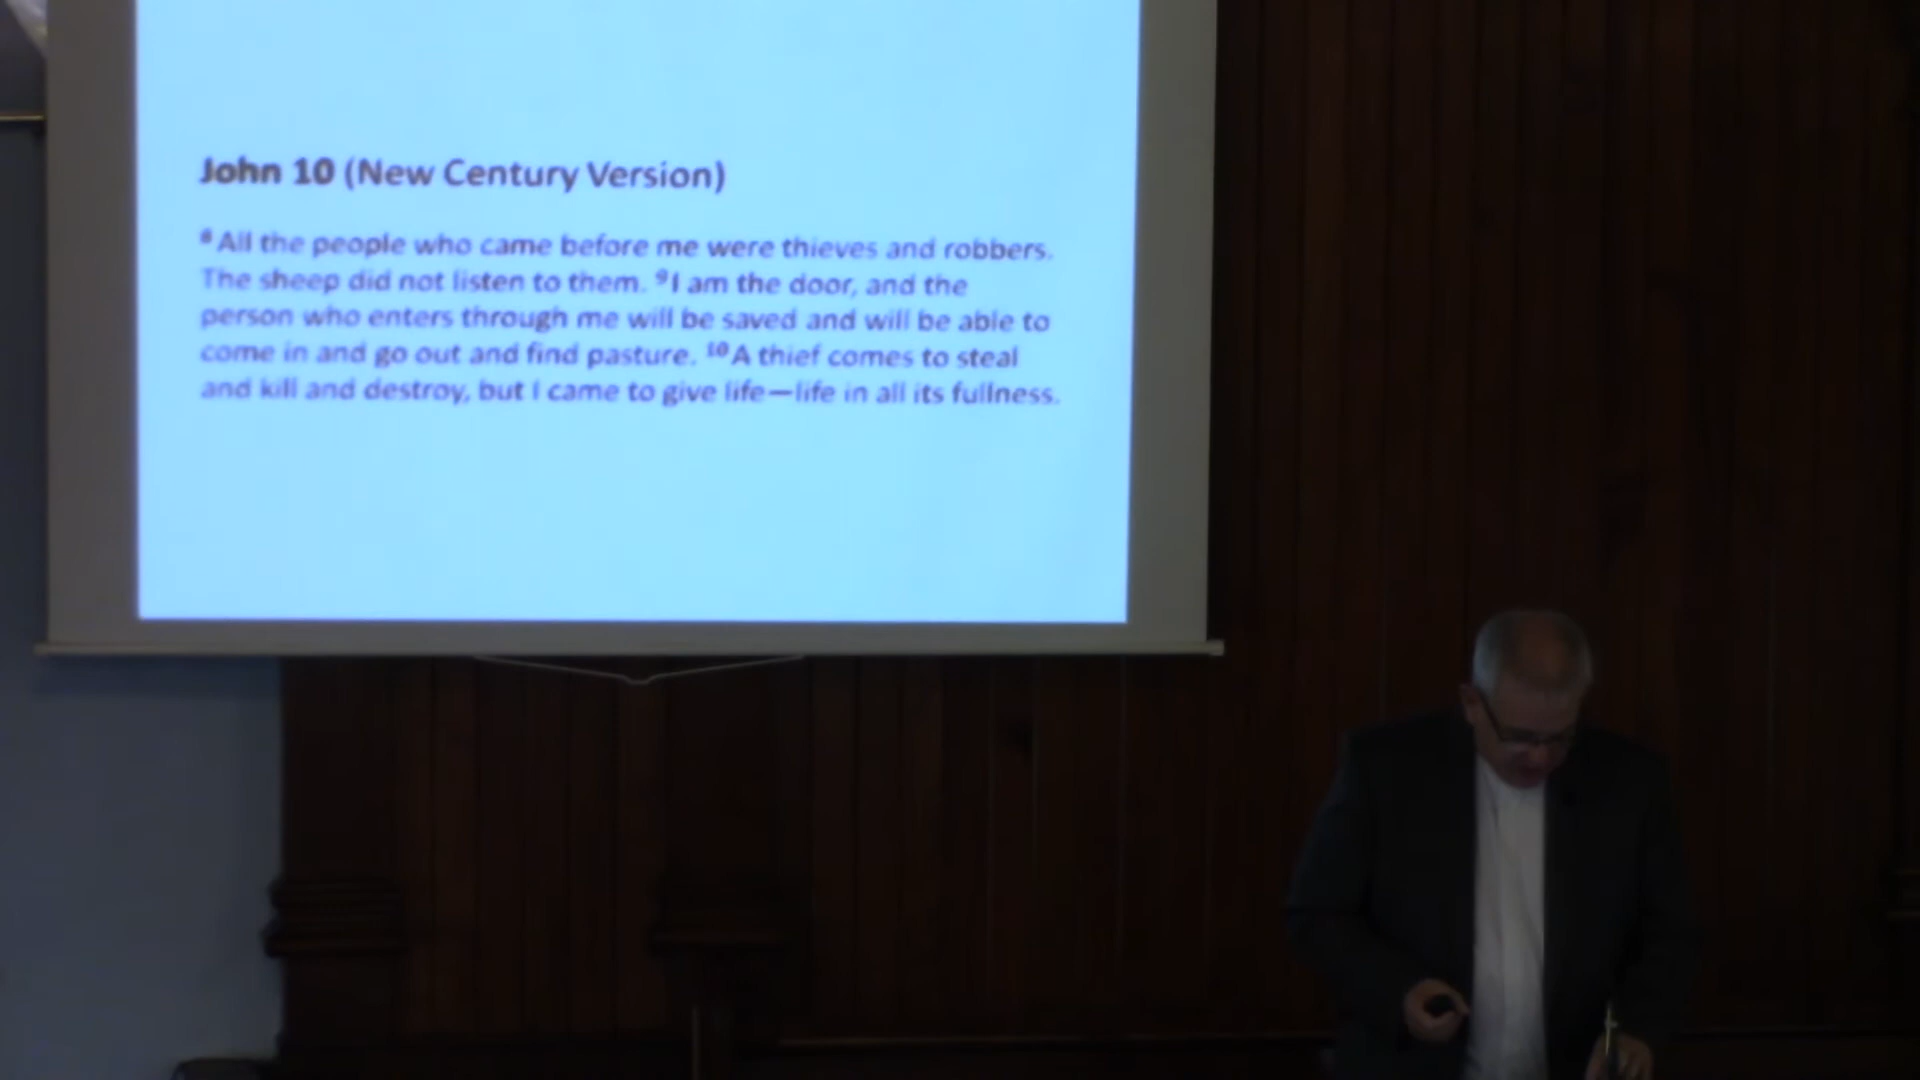 John 10 (New Century Version)
8 All the people who came before me were thieves and robbers.
The sheep did not listen to them. 9 I am the door, and the
person who enters through me will be saved and will be able to
come in and go out and find pasture. 10 A thief comes to steal
and kill and destroy, but I came to give life—life in all its fullness.